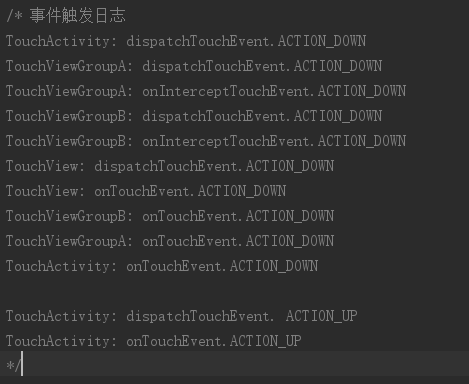 /* 事件触发日志
TouchActivity: dispatchTouchEvent.ACTION_DOWN
TouchViewGroupA: dispatchTouchEvent.ACTION_DOWN
TouchViewGroupA: onInterceptTouchEvent.ACTION_DOWN
TouchViewGroupB: dispatchTouchEvent.ACTION_DOWN
TouchViewGroupB: onInterceptTouchEvent.ACTION_DOWN
TouchView: dispatchTouchEvent.ACTION_DOWN
TouchView: onTouchEvent.ACTION_DOWN
TouchViewGroupB: onTouchEvent.ACTION_DOWN
TouchViewGroupA: onTouchEvent.ACTION_DOWN
TouchActivity: onTouchEvent.ACTION_DOWN
TouchActivity: dispatchTouchEvent. ACTION_UP
TouchActivity: onTouchEvent.ACTION_UP
*/